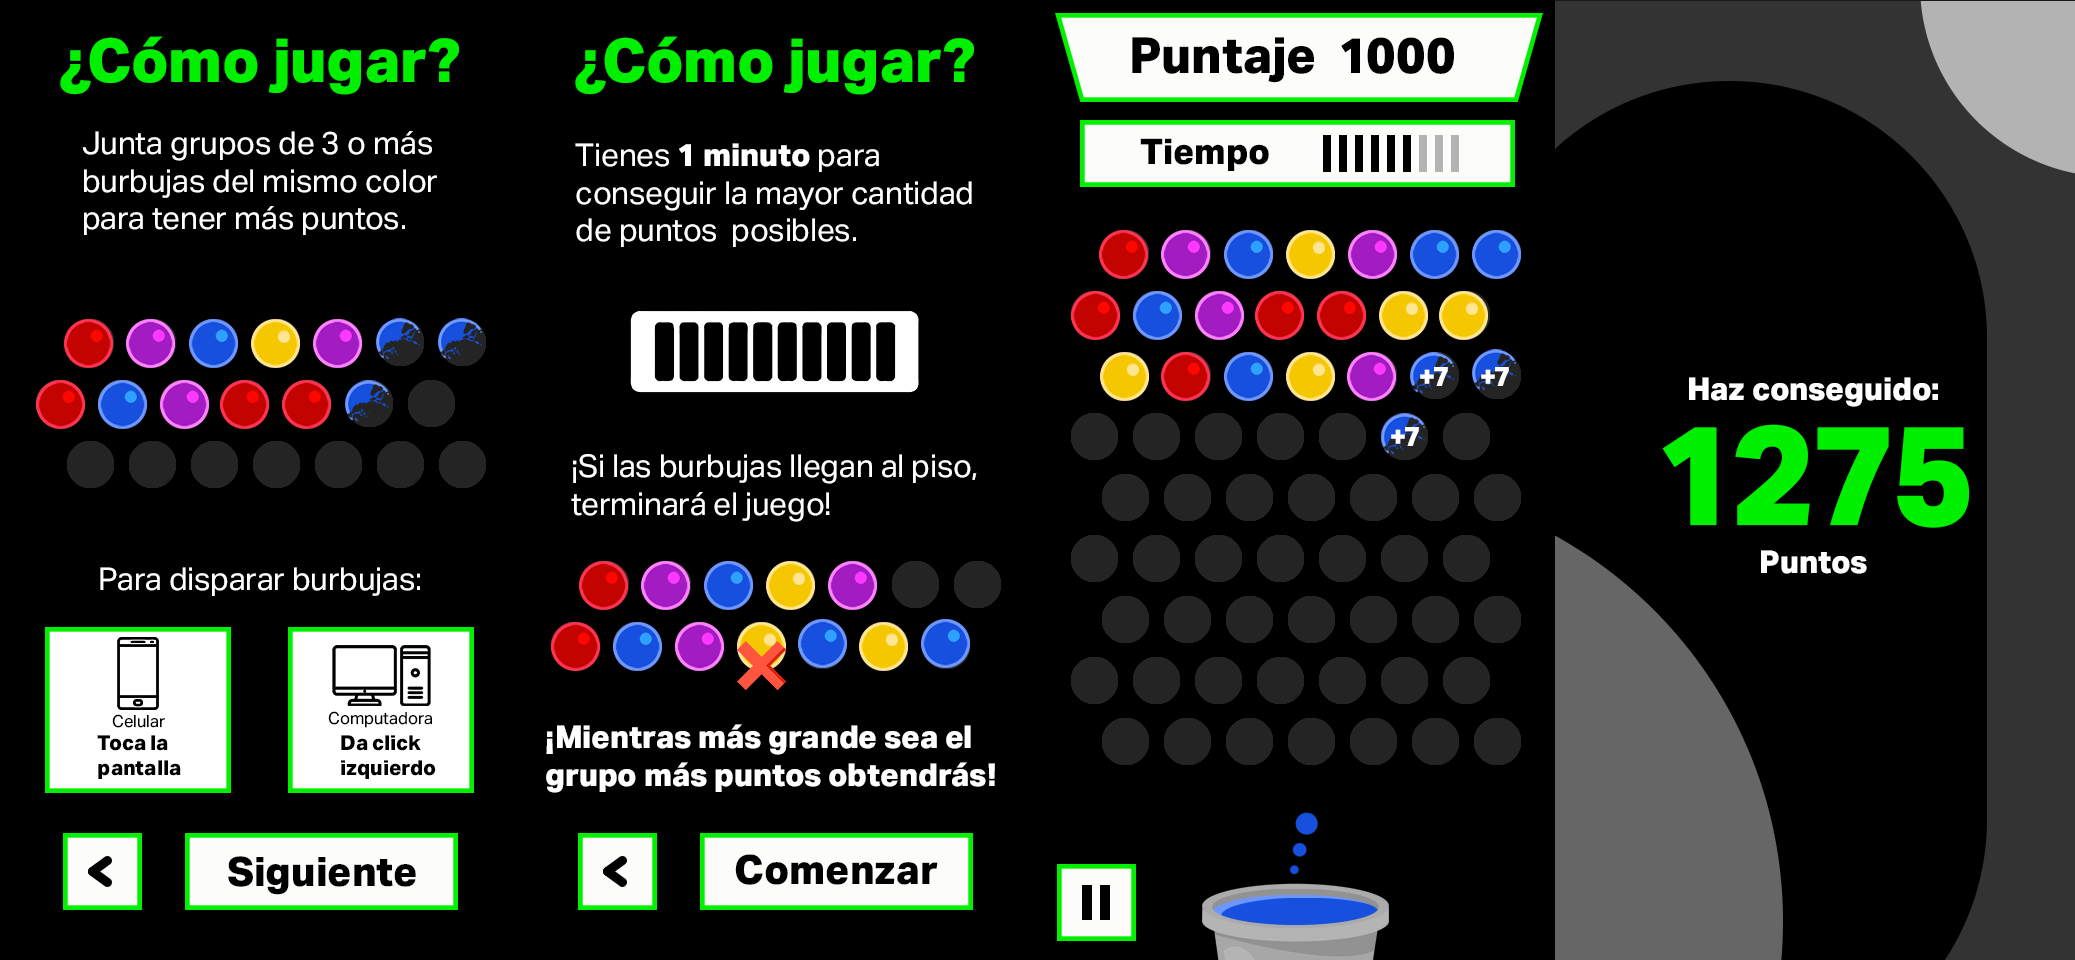 ¿Cómo jugar?
Junta grupos de 3 o más
burbujas del mismo color
para tener más puntos.
Para disparar burbujas:
Celular
Toca la
pantalla
Computadora
Da click
izquierdo
<
Siguiente
¿Cómo jugar?
Tienes 1 minuto para
conseguir la mayor cantidad
de puntos posibles.
¡Si las burbujas llegan al piso,
terminará el juego!
¡Mientras más grande sea el
grupo más puntos obtendrás!
<
Comenzar
Puntaje 1000
Tiempo
+7 +7
+7
Haz conseguido:
1275
Puntos